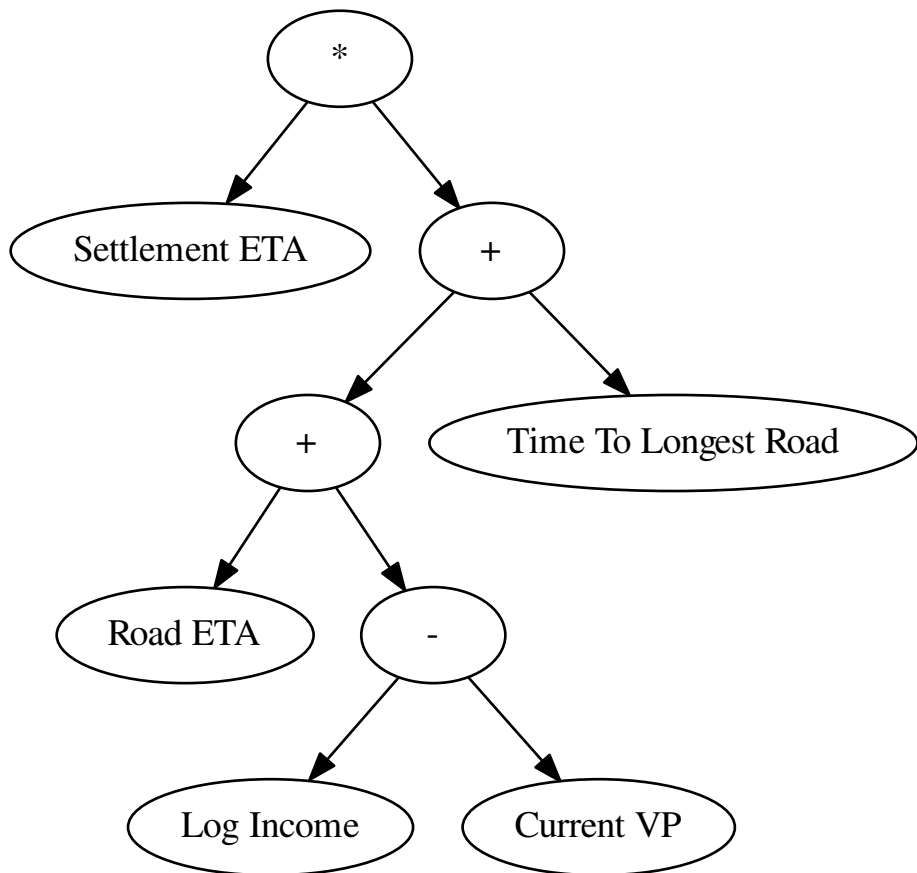 *
Settlement ETA
+
+
Time To Longest Road
Road ETA
-
Log Income
Current VP